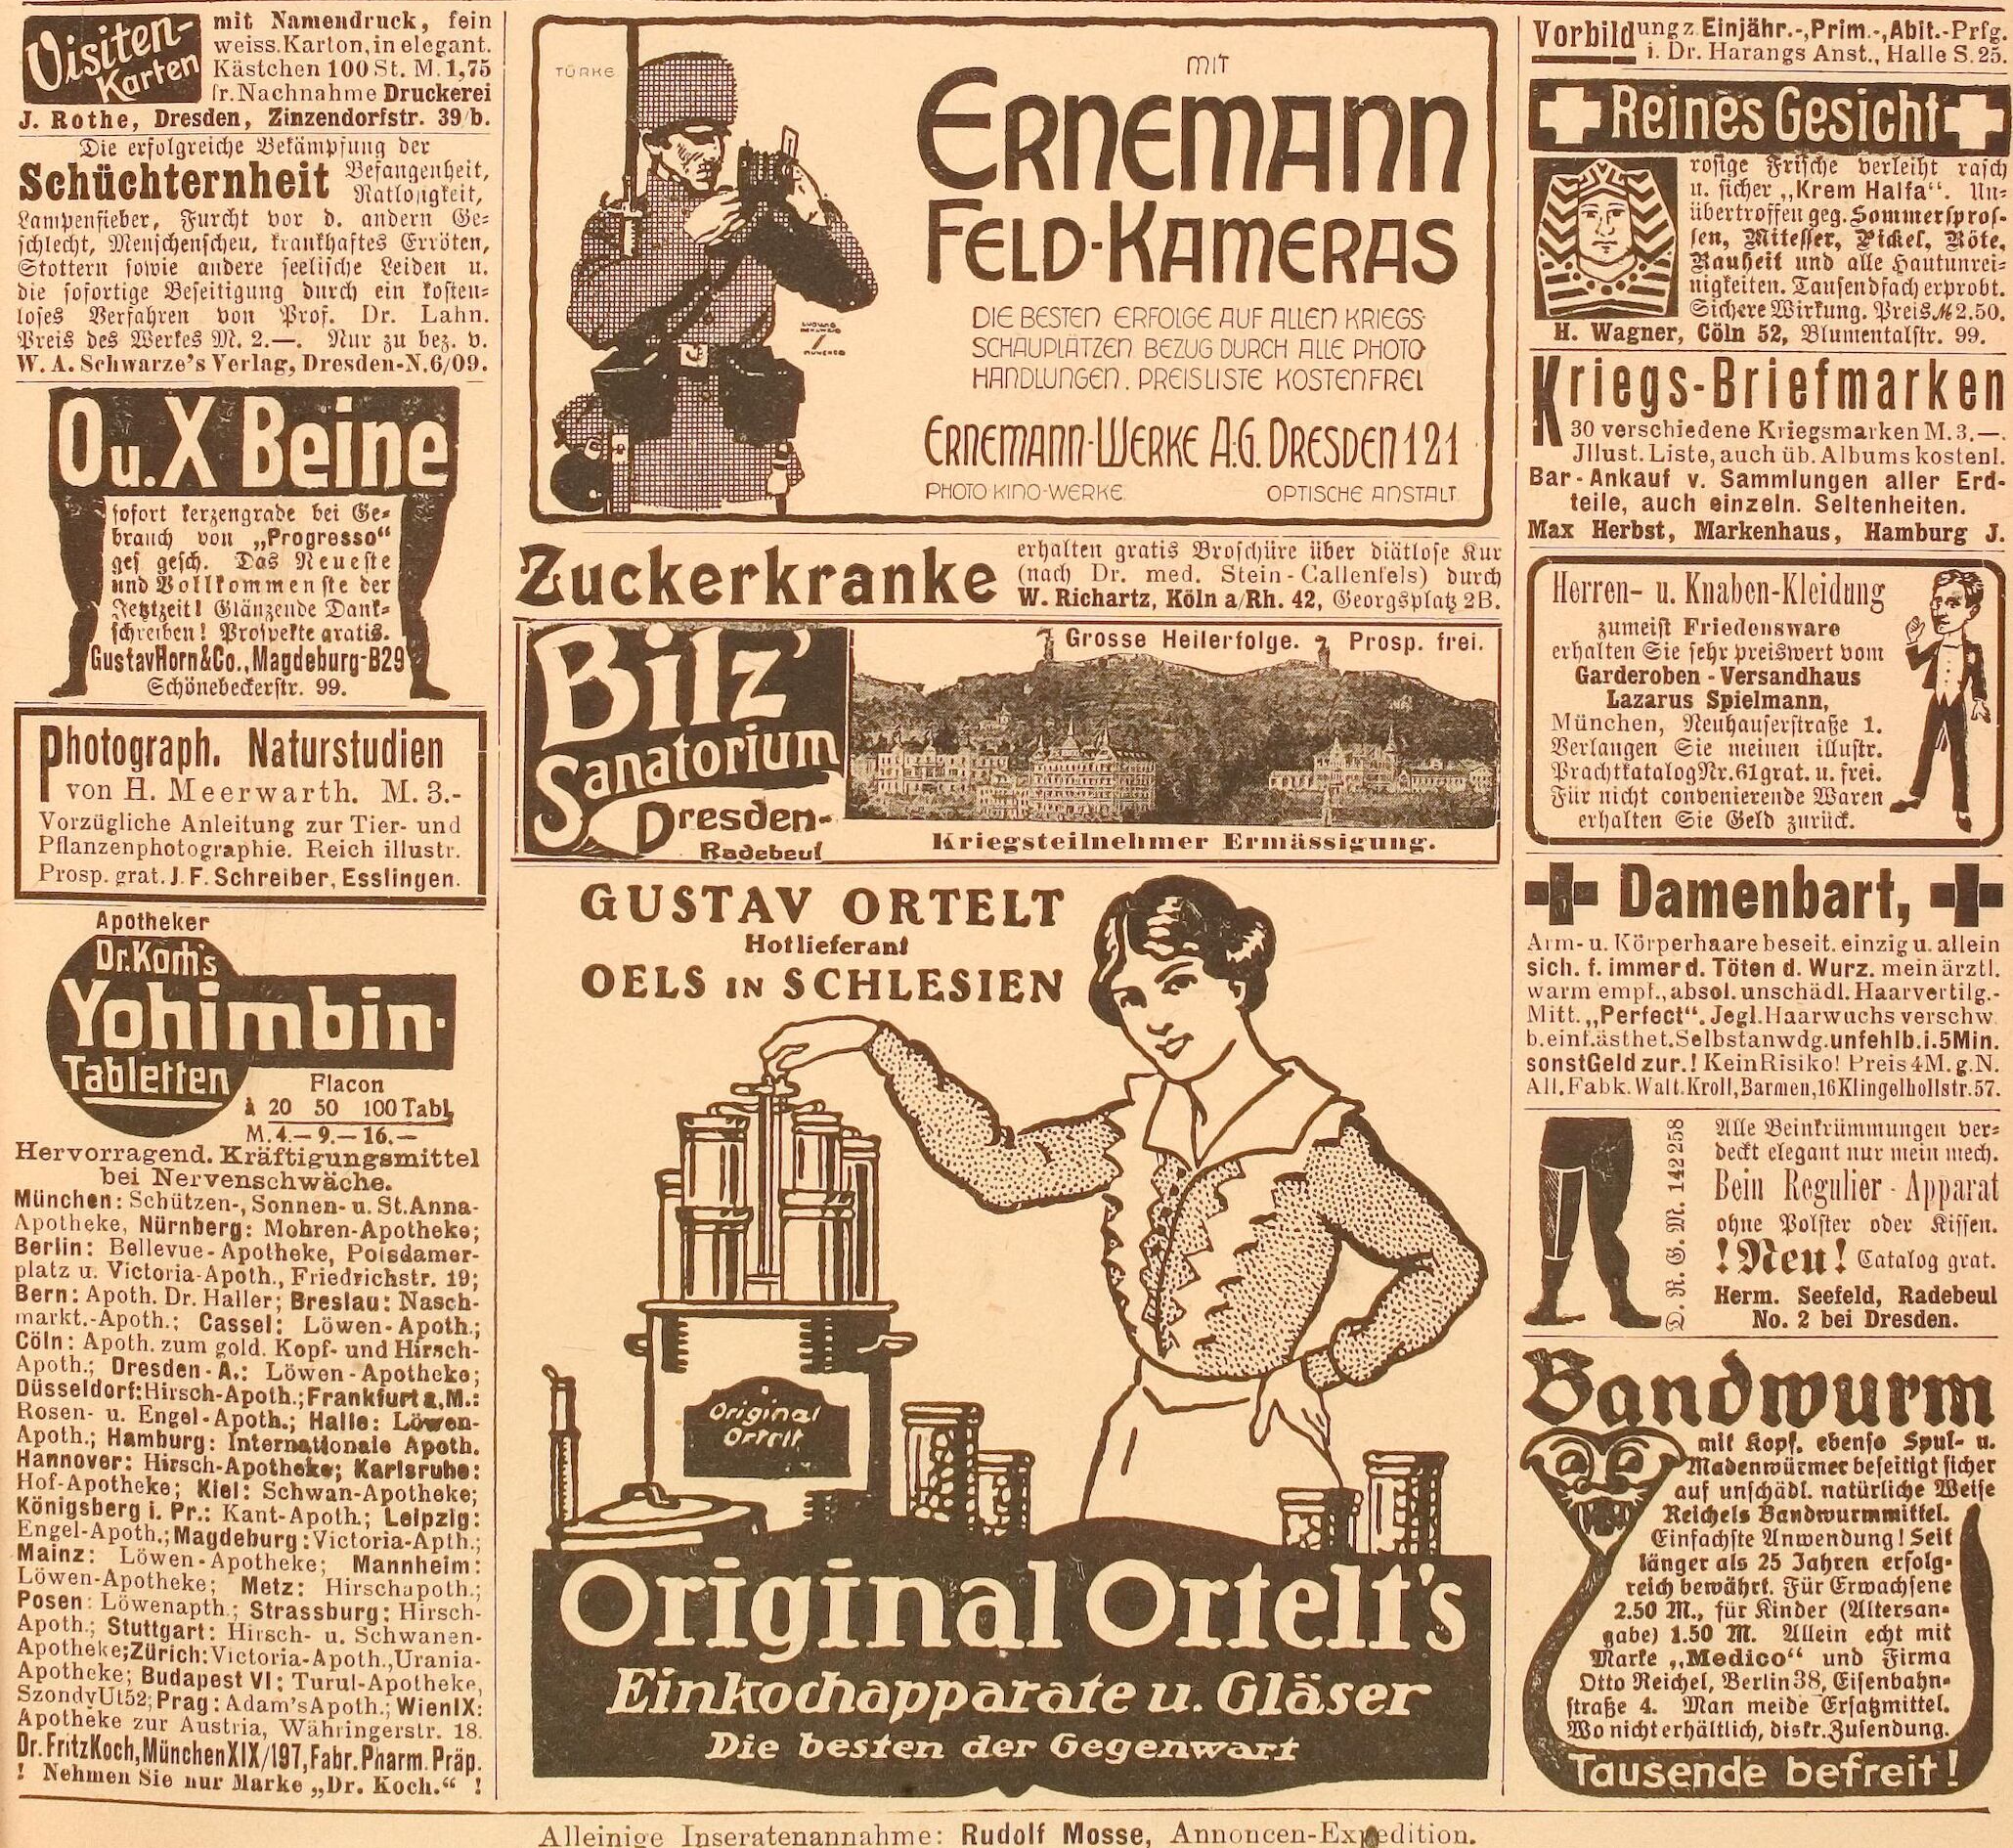 Visiten-
Karten
mit Namendruck, fein
weiss. Karton, in elegant.
Kästchen 100 St. M. 1,75
fr. Nachnahme Druckerei
J. Rothe, Dresden, Zinzendorfstr. 39/b.
Die erfolgreiche Bekämpfung der
Schüchternheit Befangenheit,
Ratlosigkeit,
Lampenfieber, Furcht vor d. andern Ge-
schlecht, Menschenscheu, krankhaftes Erröten,
Stottern sowie andere seelische Leiden u.
die sofortige Beseitigung durch ein kosten-
loses Verfahren von Prof. Dr. Lahn.
Preis des Werkes M. 2.—. Nur zu bez. v.
W. A. Schwarze's Verlag, Dresden-N. 6/09.
O u. X Beine
sofort kerzengrade bei Ge-
brauch von „Progresso“
ges gesch. Das Neueste
und Vollkommenste der
Jetztzeit! Glänzende Dank-
schreiben! Prospekte gratis.
Gustav Horn & Co., Magdeburg-B29
Schönebeckerstr. 99.
Photograph. Naturstudien
von H. Meerwarth. M. 3.-
Vorzügliche Anleitung zur Tier- und
Pflanzenphotographie. Reich illustr.
Prosp. grat. J. F. Schreiber, Esslingen.
Apotheker
Dr. Koch's
Yohimbin-
Tabletten
Flacon
à 20 50 100 Tabl.
M. 4.— 9.— 16.—
Hervorragend. Kräftigungsmittel
bei Nervenschwäche.
München: Schützen-, Sonnen- u. St. Anna-
Apotheke, Nürnberg: Mohren-Apotheke;
Berlin: Bellevue-Apotheke, Potsdamer-
platz u. Victoria-Apoth., Friedrichstr. 19;
Bern: Apoth. Dr. Haller; Breslau: Nasch-
markt.-Apoth.; Cassel: Löwen-Apoth.;
Cöln: Apoth. zum gold. Kopf- und Hirsch-
Apoth.; Dresden-A.: Löwen-Apotheke;
Düsseldorf: Hirsch-Apoth.; Frankfurt a. M.:
Rosen- u. Engel-Apoth.; Halle: Löwen-
Apoth.; Hamburg: Internationale Apoth.
Hannover: Hirsch-Apotheke; Karlsruhe:
Hof-Apotheke; Kiel: Schwan-Apotheke;
Königsberg i. Pr.: Kant-Apoth.; Leipzig:
Engel-Apoth.; Magdeburg: Victoria-Apth.;
Mainz: Löwen-Apotheke; Mannheim:
Löwen-Apotheke; Metz: Hirschapoth.;
Posen: Löwenapth.; Strassburg: Hirsch-
Apoth.; Stuttgart: Hirsch- u. Schwanen-
Apotheke; Zürich: Victoria-Apoth., Urania-
Apotheke; Budapest VI: Turul-Apotheke,
Szondy Ut 52; Prag: Adam's Apoth.; Wien IX:
Apotheke zur Austria, Währingerstr. 18.
Dr. Fritz Koch, München XIX/197, Fabr. Pharm. Präp.
! Nehmen Sie nur Marke „Dr. Koch.“ !
TÜRKE
MIT
ERNEMANN
FELD-KAMERAS
DIE BESTEN ERFOLGE AUF ALLEN KRIEGS-
SCHAUPLÄTZEN. BEZUG DURCH ALLE PHOTO-
HANDLUNGEN. PREISLISTE KOSTENFREI
ERNEMANN-WERKE A.G. DRESDEN 121
PHOTO-KINO-WERKE OPTISCHE ANSTALT.
LUDWIG
HOHLWEIN
MÜNCHEN
Zuckerkranke
erhalten gratis Broschüre über diätlose Kur
(nach Dr. med. Stein-Callenfels) durch
W. Richartz, Köln a/Rh. 42, Georgsplatz 2B.
Bilz'
Sanatorium
Dresden-
Radebeul
Grosse Heilerfolge. Prosp. frei.
Kriegsteilnehmer Ermässigung.
GUSTAV ORTELT
Hoflieferant
OELS IN SCHLESIEN
Original
Ortelt
Original Ortelt's
Einkochapparate u. Gläser
Die besten der Gegenwart
Vorbildung z. Einjähr.-, Prim.-, Abit.-Prfg.
i. Dr. Harangs Anst., Halle S. 25.
Reines Gesicht
rosige Frische verleiht rasch
u. sicher „Krem Halfa“. Un-
übertroffen geg. Sommerspros-
sen, Mitesser, Pickel, Röte,
Rauheit und alle Hautunrei-
nigkeiten. Tausendfach erprobt.
Sichere Wirkung. Preis M 2.50.
H. Wagner, Cöln 52, Blumentalstr. 99.
Kriegs-Briefmarken
30 verschiedene Kriegsmarken M. 3.—.
Jllust. Liste, auch üb. Albums kostenl.
Bar-Ankauf v. Sammlungen aller Erd-
teile, auch einzeln. Seltenheiten.
Max Herbst, Markenhaus, Hamburg J.
Herren- u. Knaben-Kleidung
zumeist Friedensware
erhalten Sie sehr preiswert vom
Garderoben-Versandhaus
Lazarus Spielmann,
München, Neuhauserstraße 1.
Verlangen Sie meinen illustr.
Prachtkatalog Nr. 61 grat. u. frei.
Für nicht convenierende Waren
erhalten Sie Geld zurück.
Damenbart,
Arm- u. Körperhaare beseit. einzig u. allein
sich. f. immer d. Töten d. Wurz. mein ärztl.
warm empf., absol. unschädl. Haarvertilg.-
Mitt. „Perfect“. Jegl. Haarwuchs verschw.
b. einf. ästhet. Selbstanwdg. unfehlb. i. 5 Min.
sonst Geld zur.! Kein Risiko! Preis 4 M. g. N.
All. Fabk. Walt. Kroll, Barmen, 16 Klingelhollstr. 57.
D. R. G. M. 142258
Alle Beinkrümmungen ver-
deckt elegant nur mein mech.
Bein Regulier-Apparat
ohne Polster oder Kissen.
!Neu! Catalog grat.
Herm. Seefeld, Radebeul
No. 2 bei Dresden.
Bandwurm
mit Kopf, ebenso Spul- u.
Madenwürmer beseitigt sicher
auf unschädl. natürliche Weise
Reichels Bandwurmmittel.
Einfachste Anwendung! Seit
länger als 25 Jahren erfolg-
reich bewährt. Für Erwachsene
2.50 M., für Kinder (Altersan-
gabe) 1.50 M. Allein echt mit
Marke „Medico“ und Firma
Otto Reichel, Berlin 38, Eisenbahn-
straße 4. Man meide Ersatzmittel.
Wo nicht erhältlich, diskr. Zusendung.
Tausende befreit!
Alleinige Inseratenannahme: Rudolf Mosse, Annoncen-Expedition.